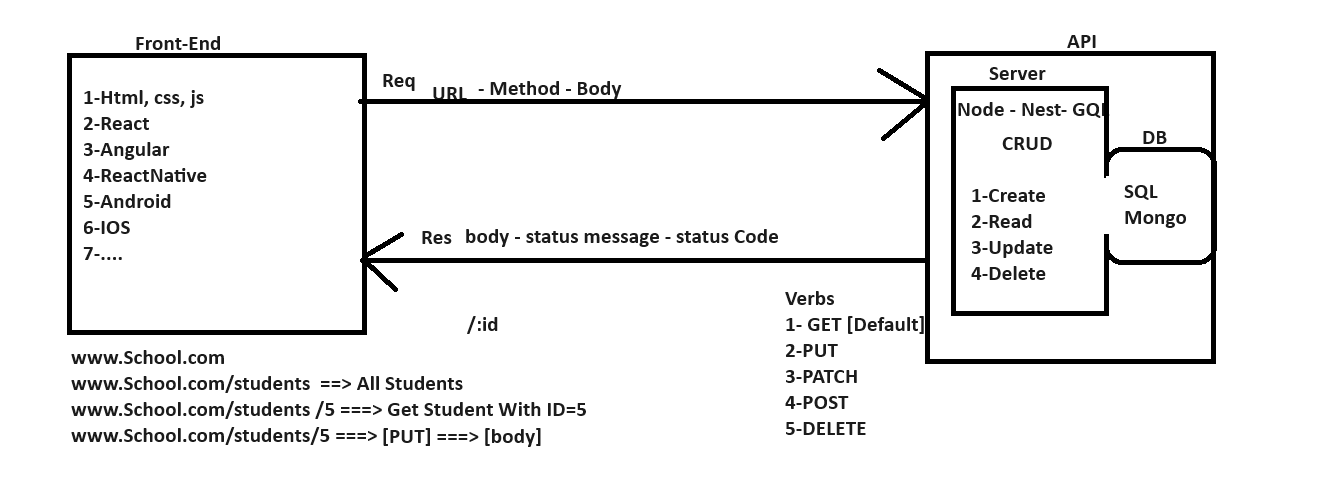 Front-End
1-Html, css, js
2-React
3-Angular
4-ReactNative
5-Android
6-IOS
7-....
Req URL - Method - Body
Res body - status message - status Code
/:id
API
Server
Node - Nest- GQL
CRUD
1-Create
2-Read
3-Update
4-Delete
DB
SQL
Mongo
Verbs
1- GET [Default]
2-PUT
3-PATCH
4-POST
5-DELETE
www.School.com
www.School.com/students ==> All Students
www.School.com/students /5 ===> Get Student With ID=5
www.School.com/students/5 ===> [PUT] ===> [body]